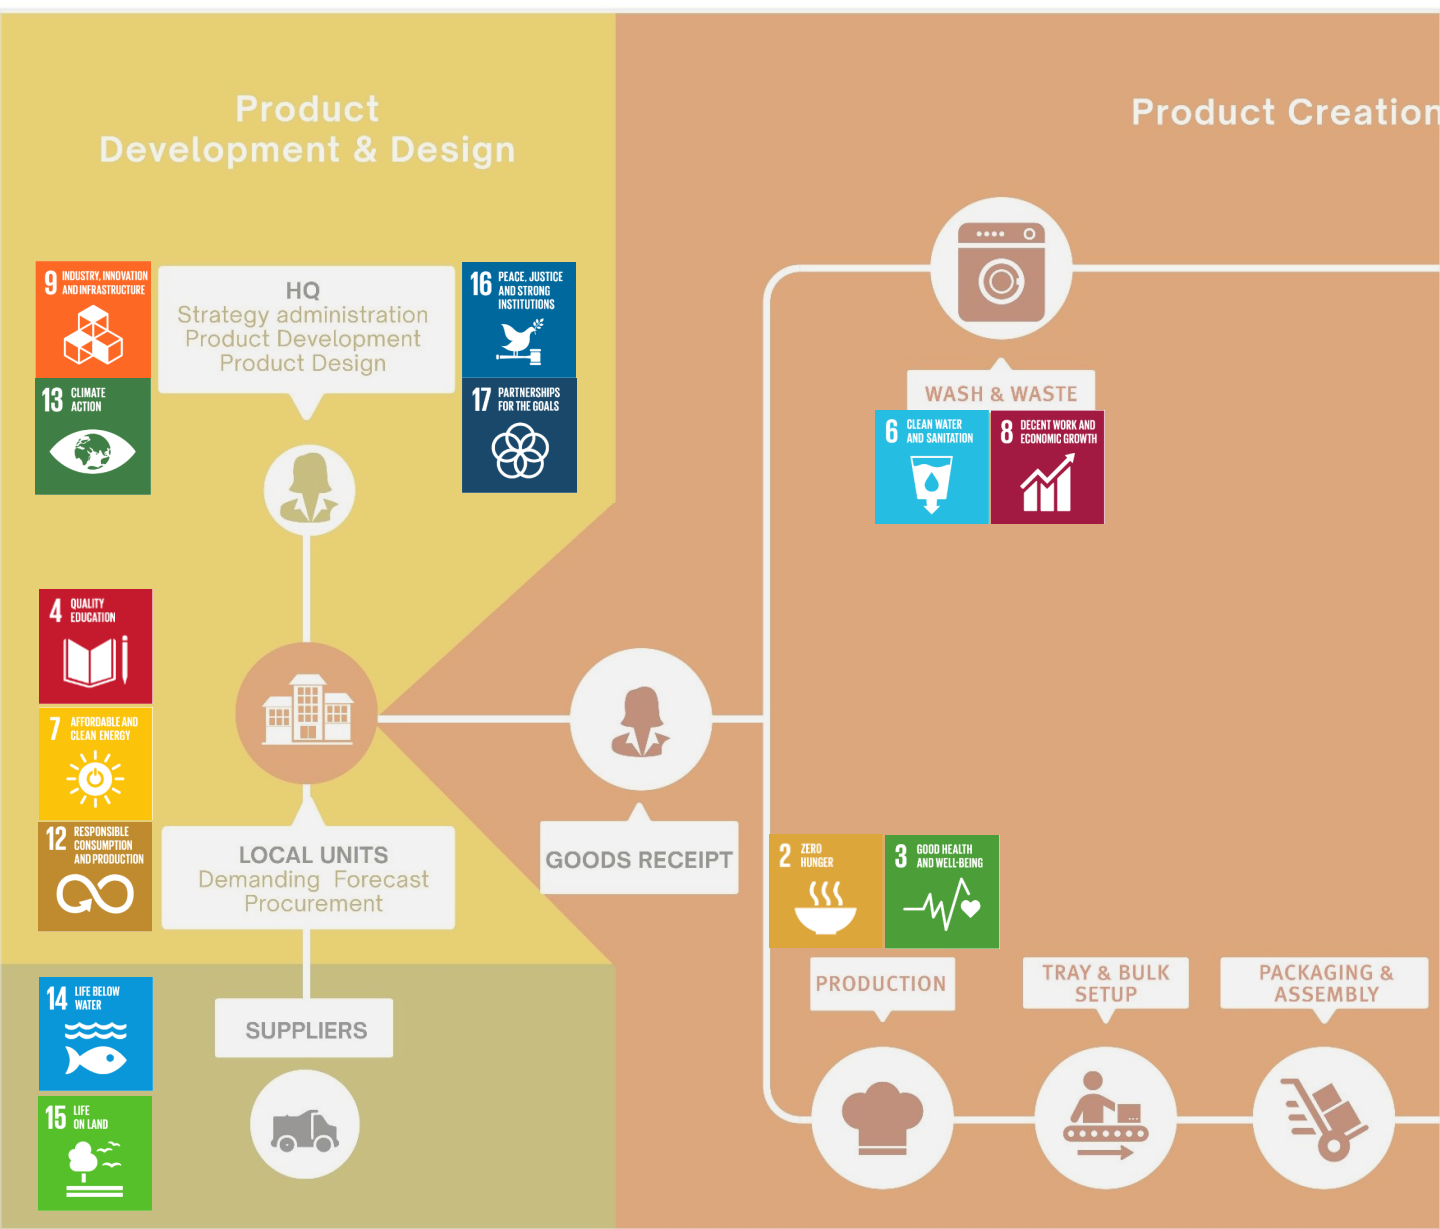 Product
Development & Design
Product Creation
9 INDUSTRY, INNOVATION
AND INFRASTRUCTURE
HQ
Strategy administration
Product Development
Product Design
16 PEACE, JUSTICE
AND STRONG
INSTITUTIONS
13 CLIMATE
ACTION
17 PARTNERSHIPS
FOR THE GOALS
WASH & WASTE
6 CLEAN WATER
AND SANITATION
8 DECENT WORK AND
ECONOMIC GROWTH
4 QUALITY
EDUCATION
7 AFFORDABLE AND
CLEAN ENERGY
12 RESPONSIBLE
CONSUMPTION
AND PRODUCTION
LOCAL UNITS
Demanding Forecast
Procurement
GOODS RECEIPT
2 ZERO
HUNGER
3 GOOD HEALTH
AND WELL-BEING
PRODUCTION
TRAY & BULK
SETUP
PACKAGING &
ASSEMBLY
14 LIFE BELOW
WATER
SUPPLIERS
15 LIFE
ON LAND